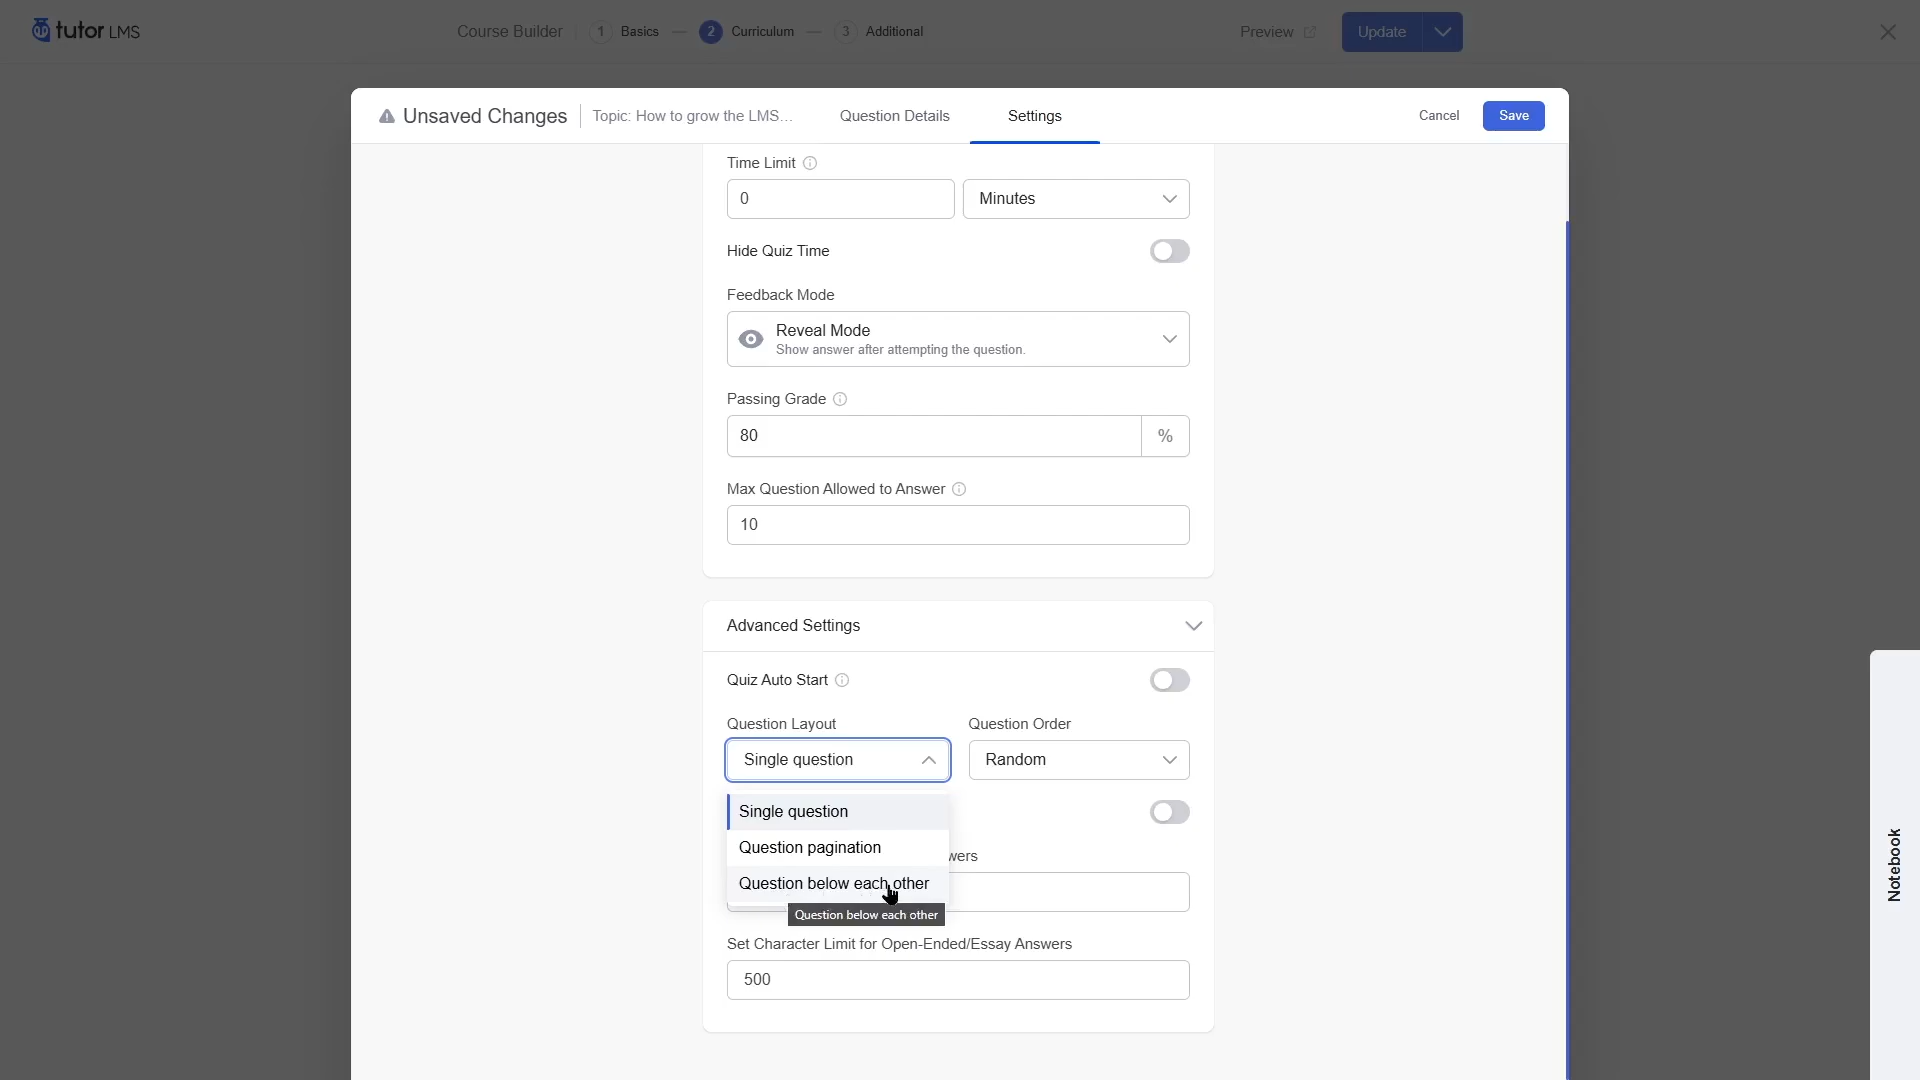 tutor LMS
Course Builder
1 Basics
2 Curriculum
3 Additional
Preview
Update
Unsaved Changes
Topic: How to grow the LMS...
Question Details
Settings
Cancel
Save
Time Limit
0
Minutes
Hide Quiz Time
Feedback Mode
Reveal Mode
Show answer after attempting the question.
Passing Grade
80
%
Max Question Allowed to Answer
10
Advanced Settings
Quiz Auto Start
Question Layout
Question Order
Single question
Random
Single question
Question pagination
Question below each other
Question below each other
Set Character Limit for Open-Ended/Essay Answers
500
Notebook